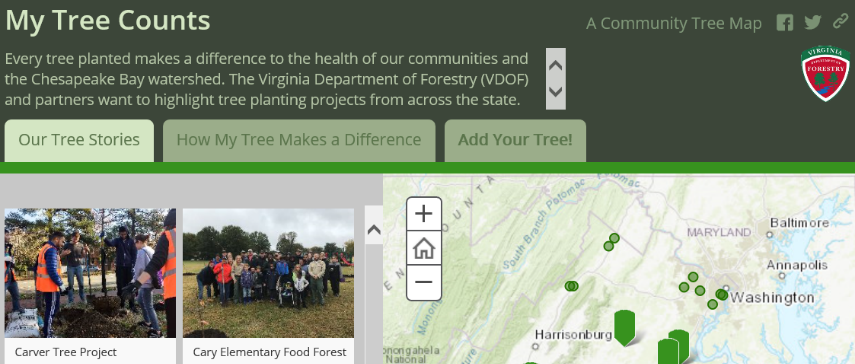 My Tree Counts
A Community Tree Map
Every tree planted makes a difference to the health of our communities and
the Chesapeake Bay watershed. The Virginia Department of Forestry (VDOF)
and partners want to highlight tree planting projects from across the state.
VIRGINIA
DEPARTMENT OF
FORESTRY
Our Tree Stories
How My Tree Makes a Difference
Add Your Tree!
Carver Tree Project
Cary Elementary Food Forest
South Branch Potomac
Potomac
MARYLAND
Baltimore
Annapolis
Washington
Harrisonburg
National